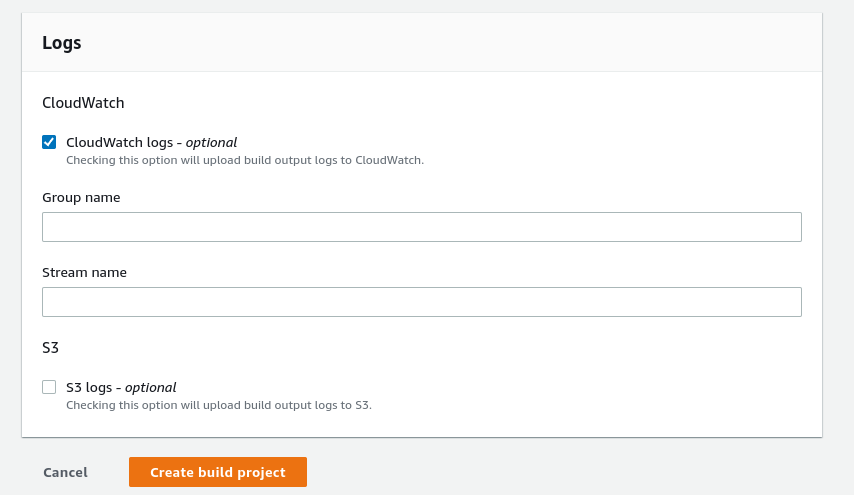 Logs
CloudWatch
CloudWatch logs - optional
Checking this option will upload build output logs to CloudWatch.
Group name
Stream name
S3
S3 logs - optional
Checking this option will upload build output logs to S3.
Cancel Create build project